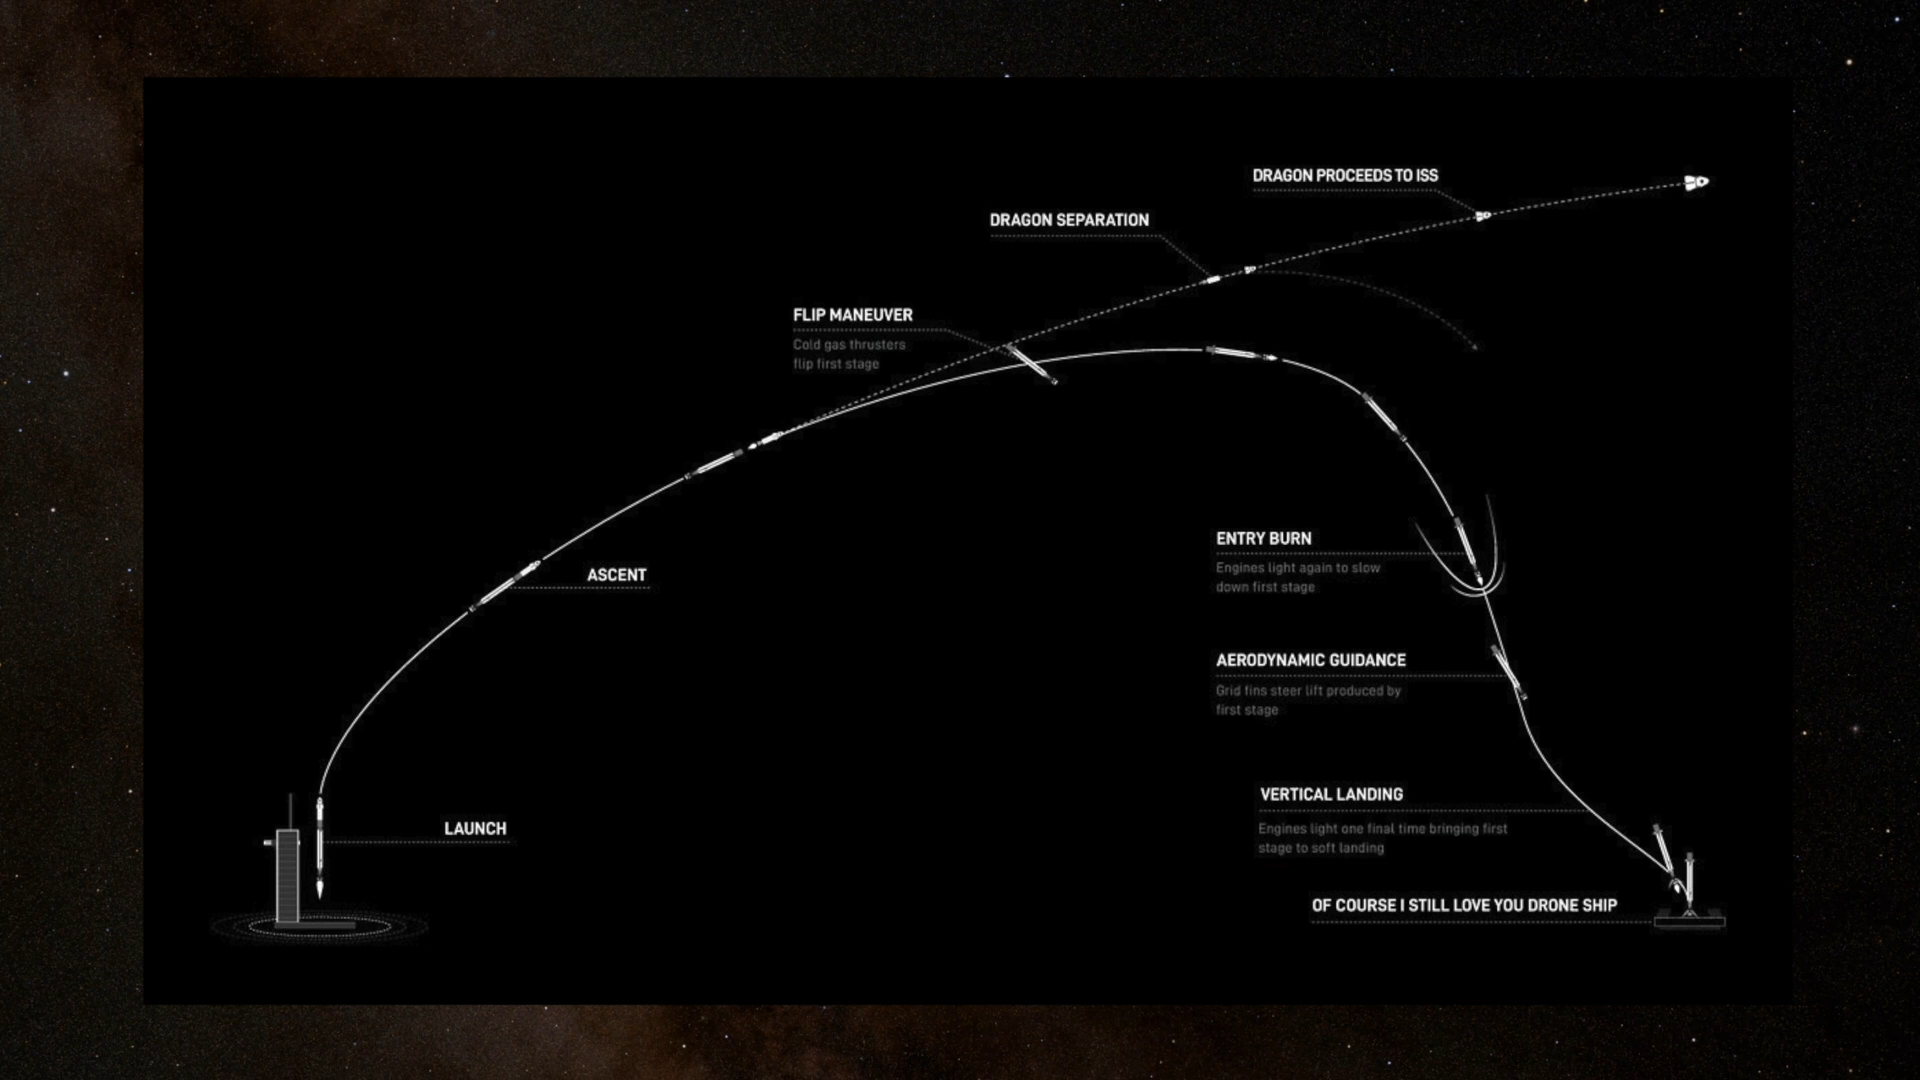 DRAGON PROCEEDS TO ISS
DRAGON SEPARATION
FLIP MANEUVER
Cold gas thrusters
flip first stage
ENTRY BURN
Engines light again to slow
down first stage
ASCENT
AERODYNAMIC GUIDANCE
Grid fins steer lift produced by
first stage
VERTICAL LANDING
Engines light one final time bringing first
stage to soft landing
LAUNCH
OF COURSE I STILL LOVE YOU DRONE SHIP